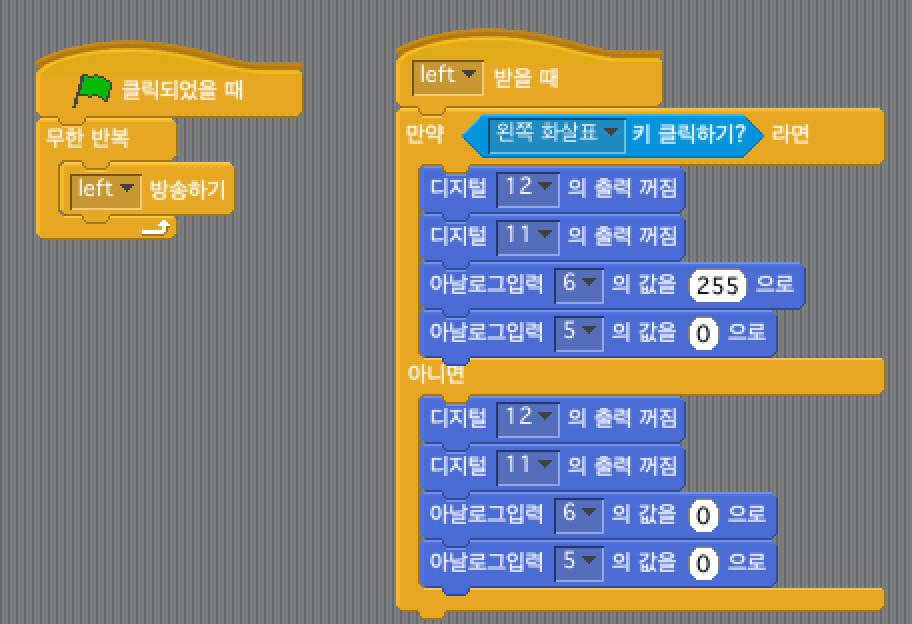 클릭되었을 때
무한 반복
left 방송하기
left 받을 때
만약 왼쪽 화살표 키 클릭하기? 라면
디지털 12 의 출력 꺼짐
디지털 11 의 출력 꺼짐
아날로그입력 6 의 값을 255 으로
아날로그입력 5 의 값을 0 으로
아니면
디지털 12 의 출력 꺼짐
디지털 11 의 출력 꺼짐
아날로그입력 6 의 값을 0 으로
아날로그입력 5 의 값을 0 으로